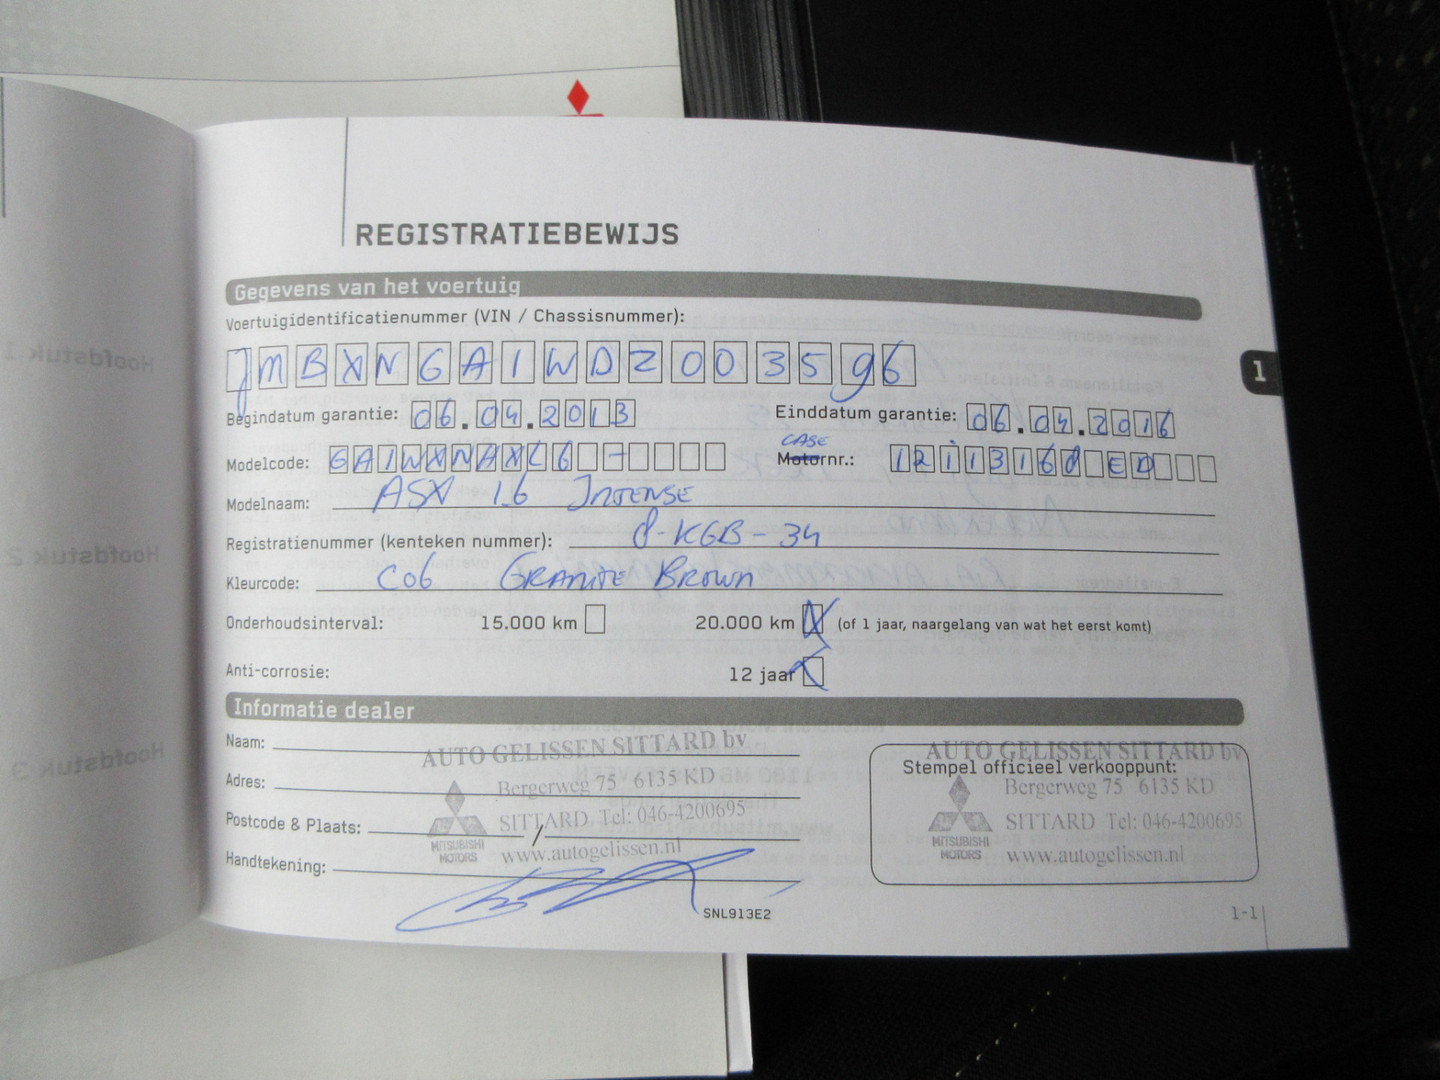 REGISTRATIEBEWIJS
Gegevens van het voertuig
Voertuigidentificatienummer (VIN / Chassisnummer):
JMBXNGA1WDZ003596
1
Begindatum garantie: 06.04.2013 Einddatum garantie: 06.04.2016
CASE
Modelcode: GA1WXNAXL6 - Motornr.: 12113168 ED
Modelnaam: ASX 1.6 INTENSE
Registratienummer (kenteken nummer): 8-KGB-34
Kleurcode: C06 GRANITE BROWN
Onderhoudsinterval: 15.000 km 20.000 km X (of 1 jaar, naargelang van wat het eerst komt)
Anti-corrosie: 12 jaar X
Informatie dealer
Naam: AUTO GELISSEN SITTARD bv
Adres: Bergerweg 75 6135 KD
Postcode & Plaats: / SITTARD Tel: 046-4200695
MITSUBISHI MOTORS www.autogelissen.nl
Handtekening:
AUTO GELISSEN SITTARD bv
Stempel officieel verkooppunt:
Bergerweg 75 6135 KD
SITTARD Tel: 046-4200695
MITSUBISHI MOTORS www.autogelissen.nl
SNL913E2
1-1
Hoofdstuk 1
Hoofdstuk 2
Hoofdstuk 3